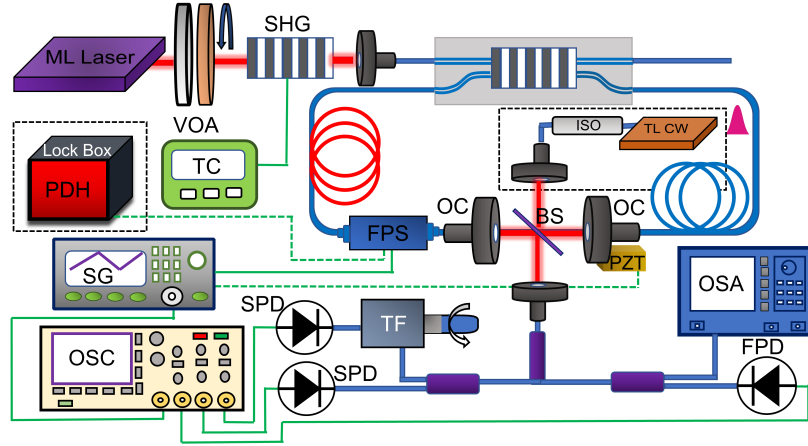 SHG
ML Laser
VOA
ISO
TL CW
Lock Box
PDH
TC
OC
BS
OC
FPS
PZT
SG
OSA
SPD
TF
OSC
SPD
FPD